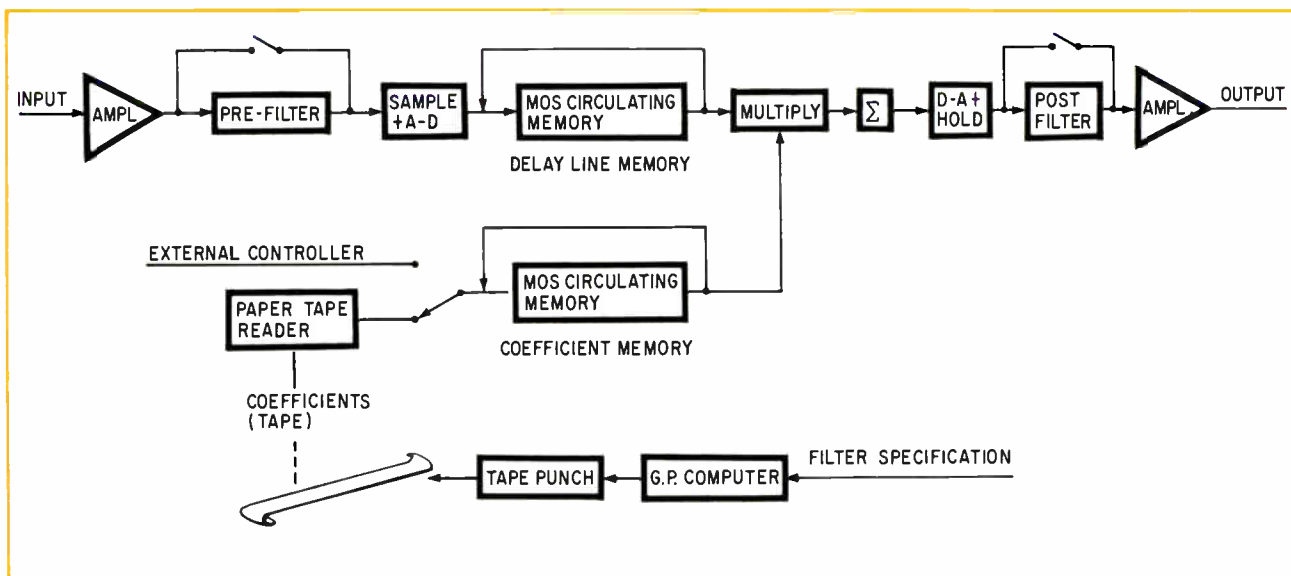 INPUT
AMPL
PRE-FILTER
SAMPLE
+A-D
MOS CIRCULATING
MEMORY
DELAY LINE MEMORY
MULTIPLY
Σ
D-A+
HOLD
POST
FILTER
AMPL
OUTPUT
EXTERNAL CONTROLLER
PAPER TAPE
READER
MOS CIRCULATING
MEMORY
COEFFICIENT MEMORY
COEFFICIENTS
(TAPE)
TAPE PUNCH
G.P. COMPUTER
FILTER SPECIFICATION